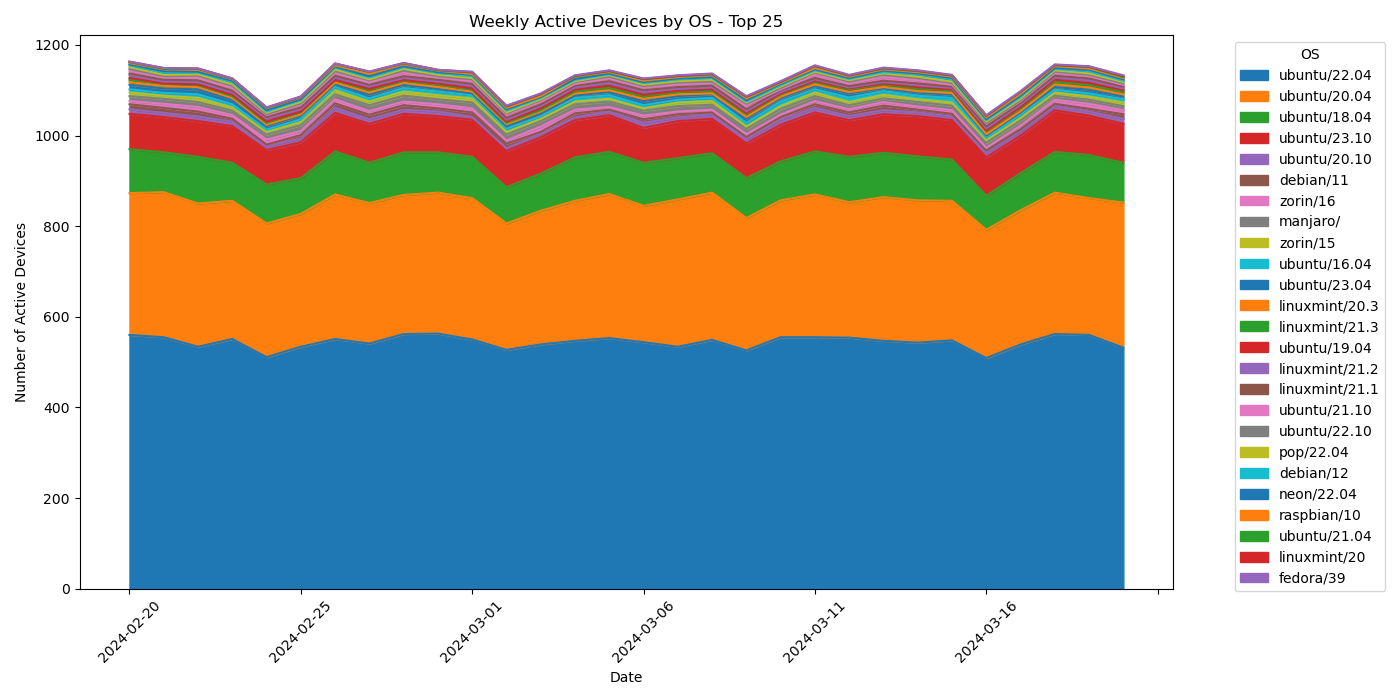 Weekly Active Devices by OS - Top 25
Number of Active Devices
1200
1000
800
600
400
200
0
2024-02-20
2024-02-25
2024-03-01
2024-03-06
2024-03-11
2024-03-16
Date
OS
ubuntu/22.04
ubuntu/20.04
ubuntu/18.04
ubuntu/23.10
ubuntu/20.10
debian/11
zorin/16
manjaro/
zorin/15
ubuntu/16.04
ubuntu/23.04
linuxmint/20.3
linuxmint/21.3
ubuntu/19.04
linuxmint/21.2
linuxmint/21.1
ubuntu/21.10
ubuntu/22.10
pop/22.04
debian/12
neon/22.04
raspbian/10
ubuntu/21.04
linuxmint/20
fedora/39